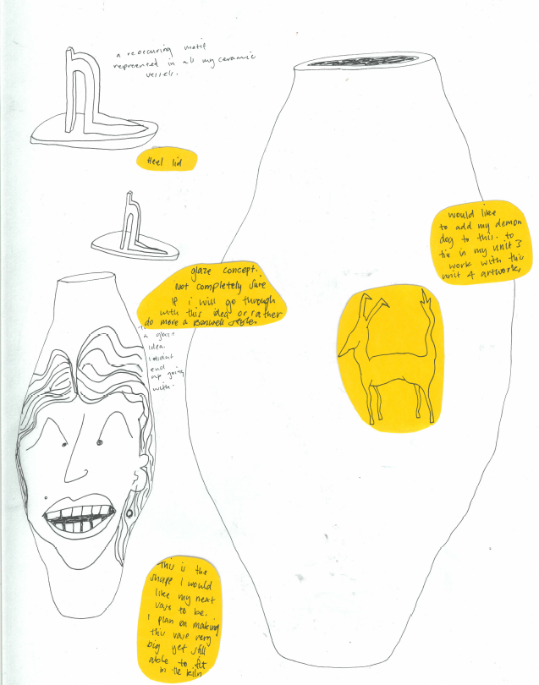 a reoccuring motif
represented in all my ceramic
vessels.
Heel lid
would like
to add my demon
dog to this. to
tie in my unit 3
work with this
unit 4 artworks
glaze concept.
Not completely sure
if i will go through
with this idea or rather
do more a
a glaze
idea.
I didnt
end
up going
with.
This is the
shape I would
like my next
vase to be.
I plan on making
this vase very
big yet still
able to fit
in the kiln